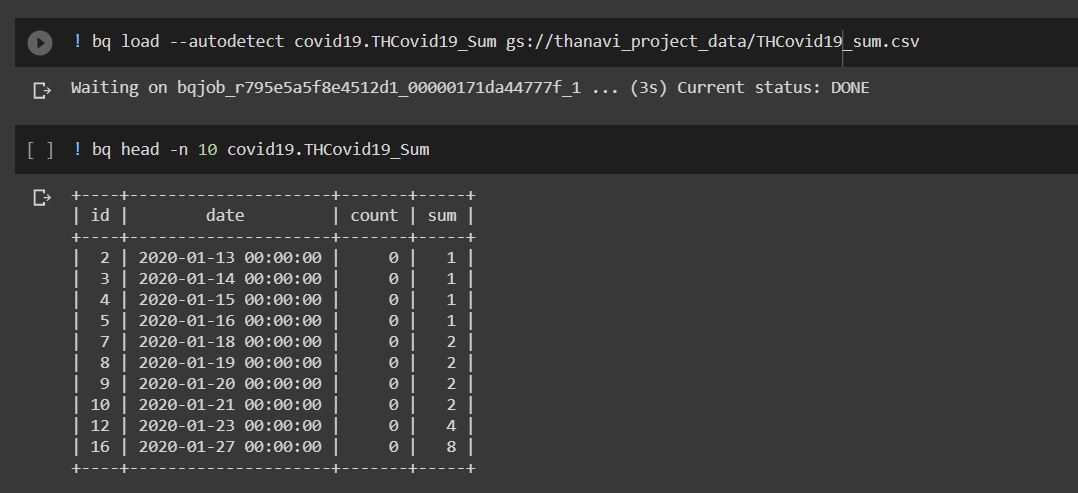 ! bq load --autodetect covid19.THCovid19_Sum gs://thanavi_project_data/THCovid19_sum.csv
Waiting on bqjob_r795e5a5f8e4512d1_00000171da44777f_1 ... (3s) Current status: DONE
[ ] ! bq head -n 10 covid19.THCovid19_Sum
+----+---------------------+-------+-----+
| id |        date         | count | sum |
+----+---------------------+-------+-----+
|  2 | 2020-01-13 00:00:00 |     0 |   1 |
|  3 | 2020-01-14 00:00:00 |     0 |   1 |
|  4 | 2020-01-15 00:00:00 |     0 |   1 |
|  5 | 2020-01-16 00:00:00 |     0 |   1 |
|  7 | 2020-01-18 00:00:00 |     0 |   2 |
|  8 | 2020-01-19 00:00:00 |     0 |   2 |
|  9 | 2020-01-20 00:00:00 |     0 |   2 |
| 10 | 2020-01-21 00:00:00 |     0 |   2 |
| 12 | 2020-01-23 00:00:00 |     0 |   4 |
| 16 | 2020-01-27 00:00:00 |     0 |   8 |
+----+---------------------+-------+-----+